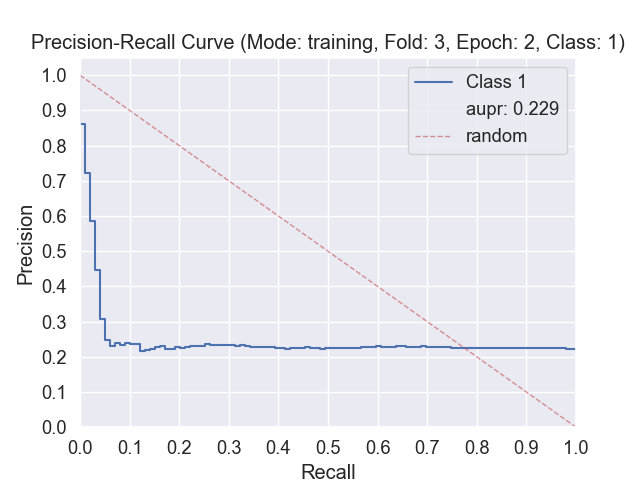 Precision-Recall Curve (Mode: training, Fold: 3, Epoch: 2, Class: 1)
Class 1
aupr: 0.229
random
Precision
1.0
0.9
0.8
0.7
0.6
0.5
0.4
0.3
0.2
0.1
0.0
0.0 0.1 0.2 0.3 0.4 0.5 0.6 0.7 0.8 0.9 1.0
Recall